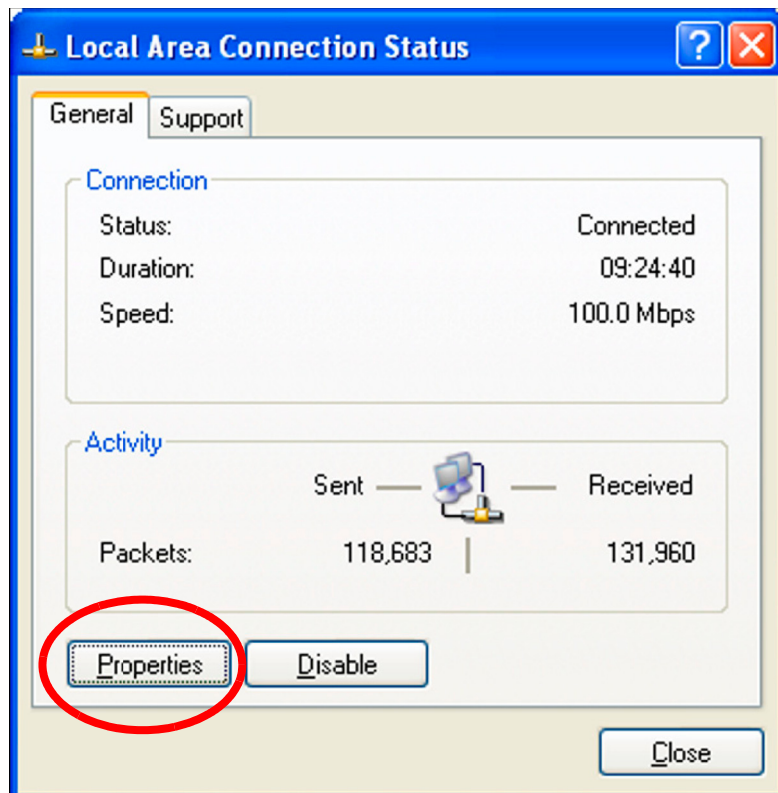 Local Area Connection Status
General Support
Connection
Status: Connected
Duration: 09:24:40
Speed: 100.0 Mbps
Activity
Sent Received
Packets: 118,683 131,960
Properties Disable
Close